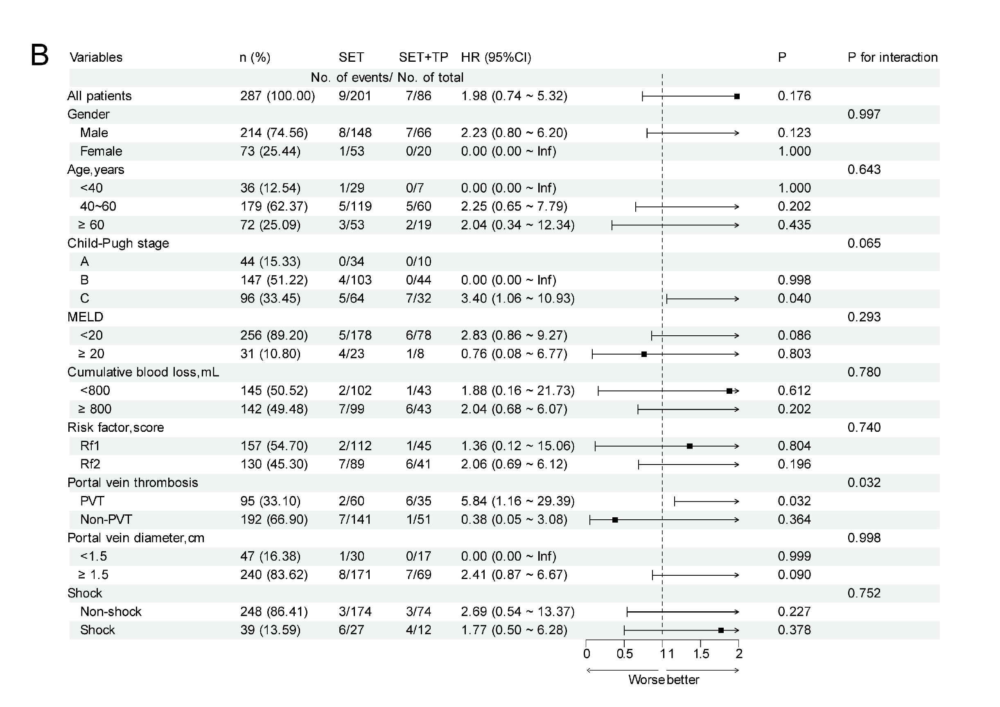 B
Variables n (%) SET SET+TP HR (95%CI) P P for interaction
No. of events/ No. of total
All patients 287 (100.00) 9/201 7/86 1.98 (0.74 ~ 5.32) 0.176
Gender 0.997
Male 214 (74.56) 8/148 7/66 2.23 (0.80 ~ 6.20) 0.123
Female 73 (25.44) 1/53 0/20 0.00 (0.00 ~ Inf) 1.000
Age,years 0.643
<40 36 (12.54) 1/29 0/7 0.00 (0.00 ~ Inf) 1.000
40~60 179 (62.37) 5/119 5/60 2.25 (0.65 ~ 7.79) 0.202
≥ 60 72 (25.09) 3/53 2/19 2.04 (0.34 ~ 12.34) 0.435
Child-Pugh stage 0.065
A 44 (15.33) 0/34 0/10
B 147 (51.22) 4/103 0/44 0.00 (0.00 ~ Inf) 0.998
C 96 (33.45) 5/64 7/32 3.40 (1.06 ~ 10.93) 0.040
MELD 0.293
<20 256 (89.20) 5/178 6/78 2.83 (0.86 ~ 9.27) 0.086
≥ 20 31 (10.80) 4/23 1/8 0.76 (0.08 ~ 6.77) 0.803
Cumulative blood loss,mL 0.780
<800 145 (50.52) 2/102 1/43 1.88 (0.16 ~ 21.73) 0.612
≥ 800 142 (49.48) 7/99 6/43 2.04 (0.68 ~ 6.07) 0.202
Risk factor,score 0.740
Rf1 157 (54.70) 2/112 1/45 1.36 (0.12 ~ 15.06) 0.804
Rf2 130 (45.30) 7/89 6/41 2.06 (0.69 ~ 6.12) 0.196
Portal vein thrombosis 0.032
PVT 95 (33.10) 2/60 6/35 5.84 (1.16 ~ 29.39) 0.032
Non-PVT 192 (66.90) 7/141 1/51 0.38 (0.05 ~ 3.08) 0.364
Portal vein diameter,cm 0.998
<1.5 47 (16.38) 1/30 0/17 0.00 (0.00 ~ Inf) 0.999
≥ 1.5 240 (83.62) 8/171 7/69 2.41 (0.87 ~ 6.67) 0.090
Shock 0.752
Non-shock 248 (86.41) 3/174 3/74 2.69 (0.54 ~ 13.37) 0.227
Shock 39 (13.59) 6/27 4/12 1.77 (0.50 ~ 6.28) 0.378
0 0.5 1 1 1.5 2
Worse better